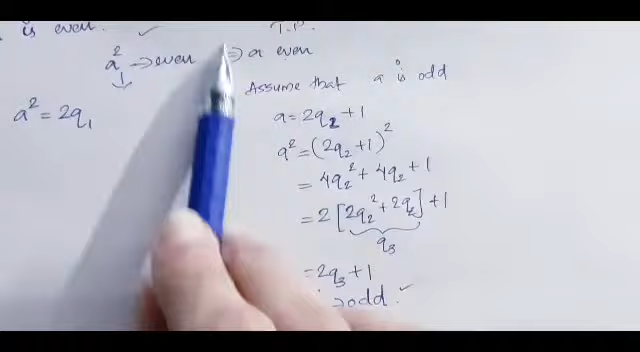 is even. ✓ T.P.
a² → even ⇒ a even
Assume that a is odd
a² = 2q₁
a = 2q₂ + 1
a² = (2q₂ + 1)²
= 4q₂² + 4q₂ + 1
= 2 [2q₂² + 2q₂] + 1
q₃
= 2q₃ + 1
→ odd. ✓